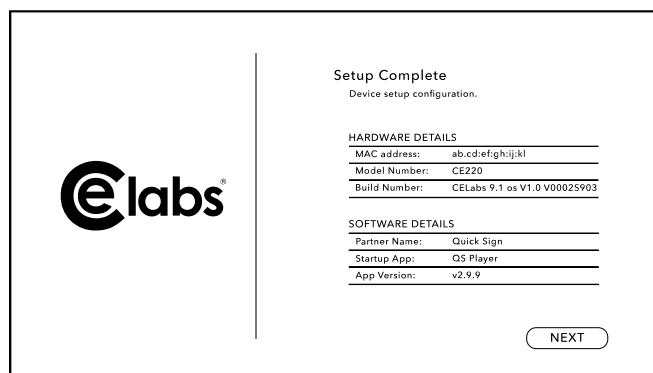 Ce labs®
Setup Complete
Device setup configuration.
HARDWARE DETAILS
MAC address: ab.cd:ef:gh:ij:kl
Model Number: CE220
Build Number: CELabs 9.1 os V1.0 V0002S903
SOFTWARE DETAILS
Partner Name: Quick Sign
Startup App: QS Player
App Version: v2.9.9
NEXT